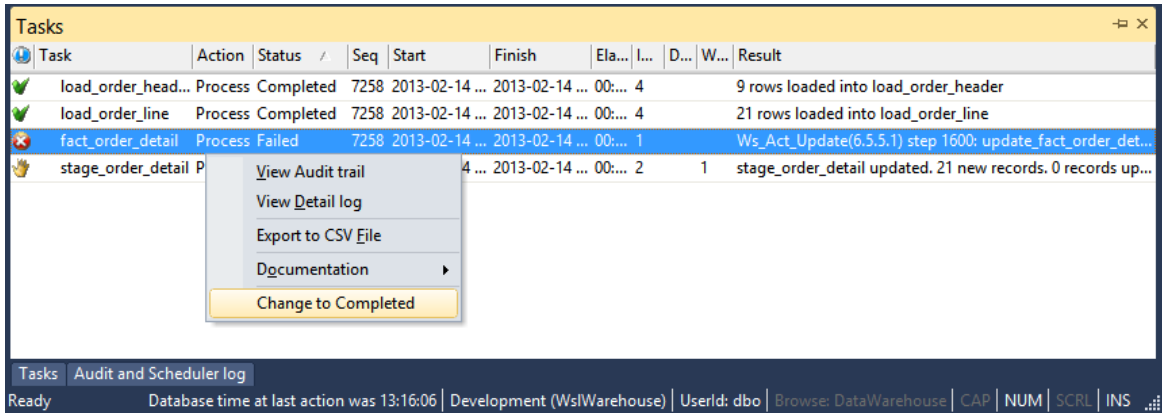 Tasks
Task Action Status Seq Start Finish Ela... I... D... W... Result
load_order_head... Process Completed 7258 2013-02-14 ... 2013-02-14 ... 00:... 4 9 rows loaded into load_order_header
load_order_line Process Completed 7258 2013-02-14 ... 2013-02-14 ... 00:... 4 21 rows loaded into load_order_line
fact_order_detail Process Failed 7258 2013-02-14 ... 2013-02-14 ... 00:... 1 Ws_Act_Update(6.5.5.1) step 1600: update_fact_order_det...
stage_order_detail P 4 ... 2013-02-14 ... 00:... 2 1 stage_order_detail updated. 21 new records. 0 records up...
View Audit trail
View Detail log
Export to CSV File
Documentation
Change to Completed
Tasks Audit and Scheduler log
Ready Database time at last action was 13:16:06 Development (WslWarehouse) UserId: dbo Browse: DataWarehouse CAP NUM SCRL INS